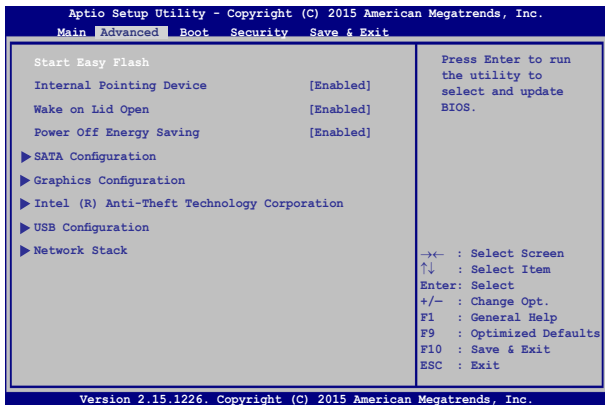 Aptio Setup Utility - Copyright (C) 2015 American Megatrends, Inc.
Main Advanced Boot Security Save & Exit
Start Easy Flash
Internal Pointing Device [Enabled]
Wake on Lid Open [Enabled]
Power Off Energy Saving [Enabled]
SATA Configuration
Graphics Configuration
Intel (R) Anti-Theft Technology Corporation
USB Configuration
Network Stack
Press Enter to run
the utility to
select and update
BIOS.
→← : Select Screen
↑↓ : Select Item
Enter: Select
+/— : Change Opt.
F1 : General Help
F9 : Optimized Defaults
F10 : Save & Exit
ESC : Exit
Version 2.15.1226. Copyright (C) 2015 American Megatrends, Inc.